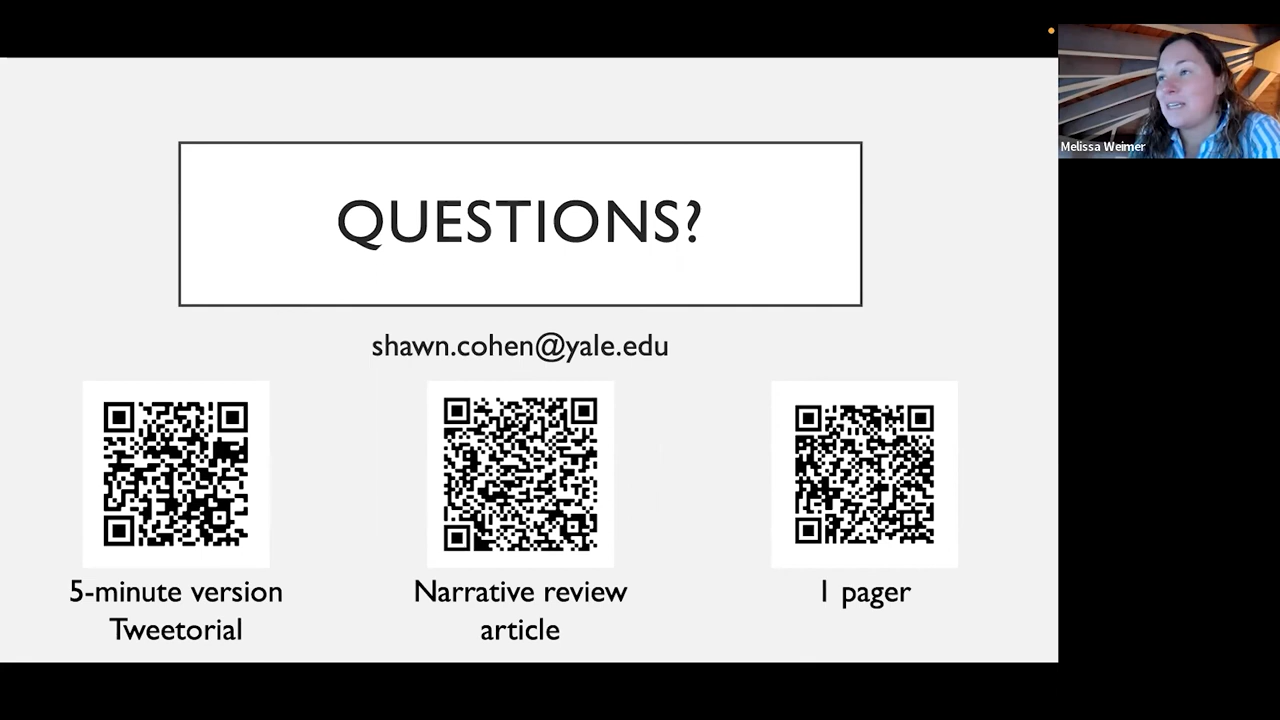 Melissa Weimer
QUESTIONS?
shawn.cohen@yale.edu
5-minute version
Tweetorial
Narrative review
article
1 pager